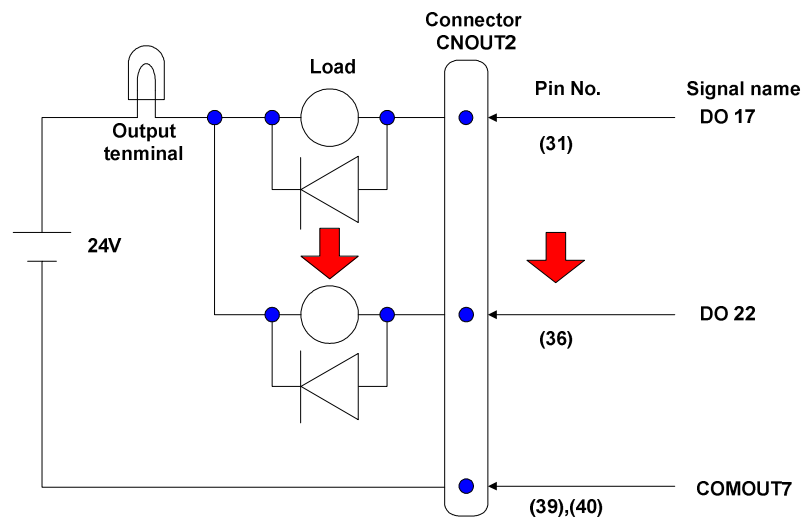 Connector
CNOUT2
Load
Pin No.
Signal name
Output
tenminal
DO 17
(31)
24V
DO 22
(36)
COMOUT7
(39),(40)